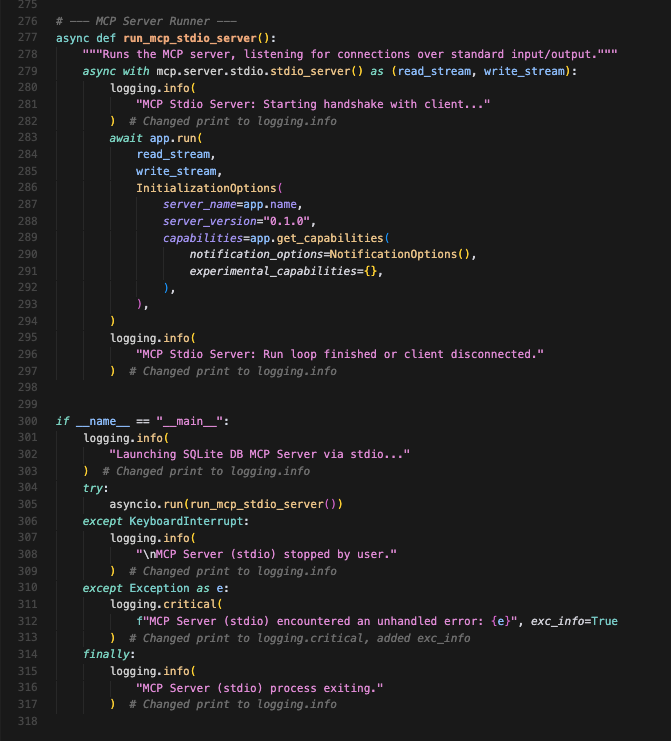 275
276 # --- MCP Server Runner ---
277 async def run_mcp_stdio_server():
278     """Runs the MCP server, listening for connections over standard input/output."""
279     async with mcp.server.stdio.stdio_server() as (read_stream, write_stream):
280         logging.info(
281             "MCP Stdio Server: Starting handshake with client..."
282         )  # Changed print to logging.info
283         await app.run(
284             read_stream,
285             write_stream,
286             InitializationOptions(
287                 server_name=app.name,
288                 server_version="0.1.0",
289                 capabilities=app.get_capabilities(
290                     notification_options=NotificationOptions(),
291                     experimental_capabilities={},
292                 ),
293             ),
294         )
295         logging.info(
296             "MCP Stdio Server: Run loop finished or client disconnected."
297         )  # Changed print to logging.info
298
299
300 if __name__ == "__main__":
301     logging.info(
302         "Launching SQLite DB MCP Server via stdio..."
303     )  # Changed print to logging.info
304     try:
305         asyncio.run(run_mcp_stdio_server())
306     except KeyboardInterrupt:
307         logging.info(
308             "\nMCP Server (stdio) stopped by user."
309         )  # Changed print to logging.info
310     except Exception as e:
311         logging.critical(
312             f"MCP Server (stdio) encountered an unhandled error: {e}", exc_info=True
313         )  # Changed print to logging.critical, added exc_info
314     finally:
315         logging.info(
316             "MCP Server (stdio) process exiting."
317         )  # Changed print to logging.info
318